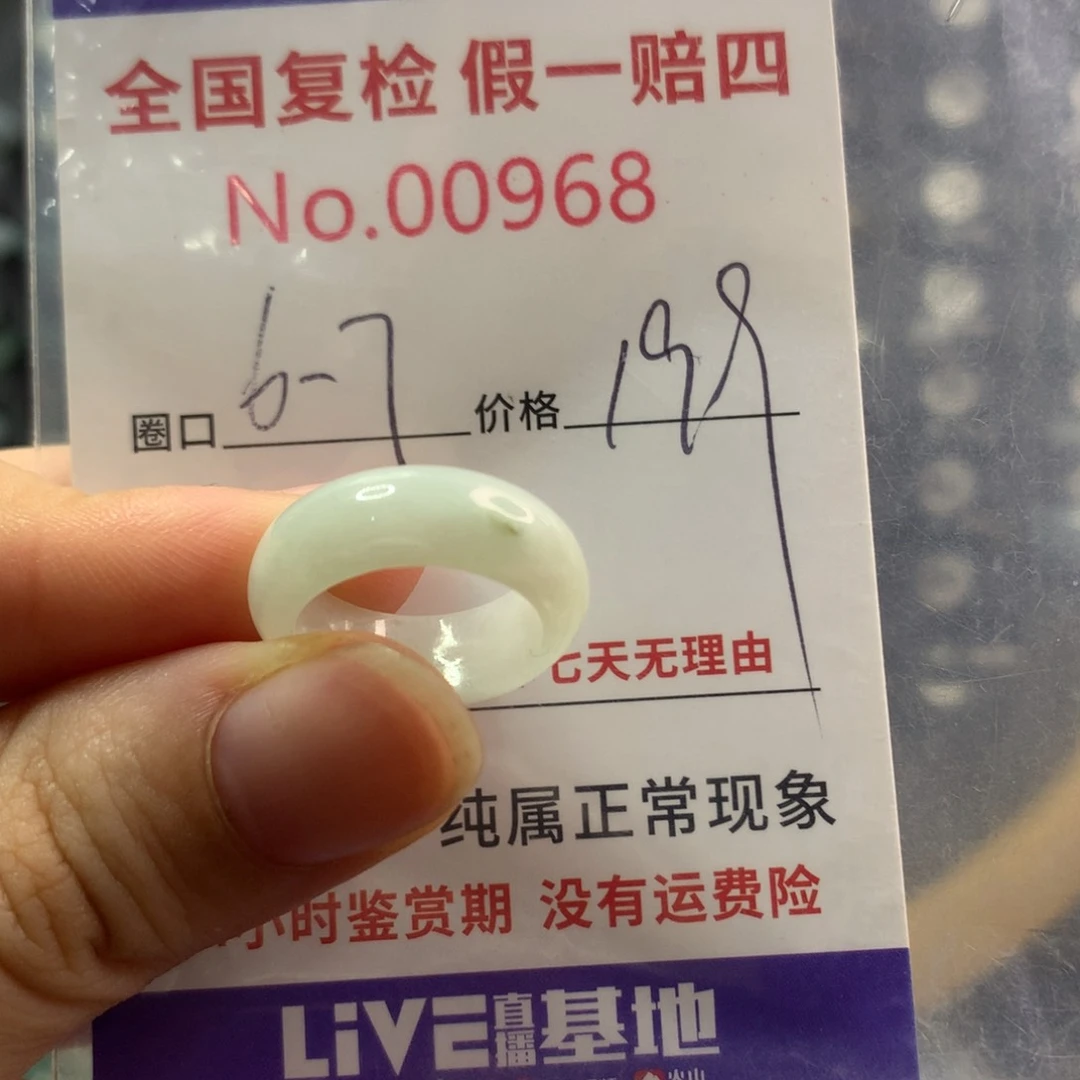 全国复检 假一赔四
No.00968
圈口 6-7 价格 199
七天无理由
纯属正常现象
小时鉴赏期 没有运费险
LiVE直播基地